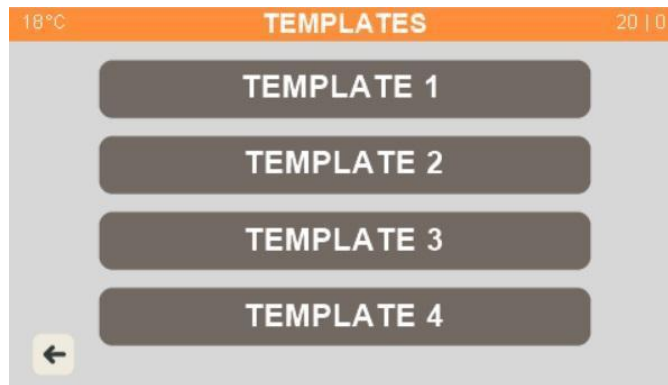 18°C TEMPLATES 20 | 0
TEMPLATE 1
TEMPLATE 2
TEMPLATE 3
TEMPLATE 4